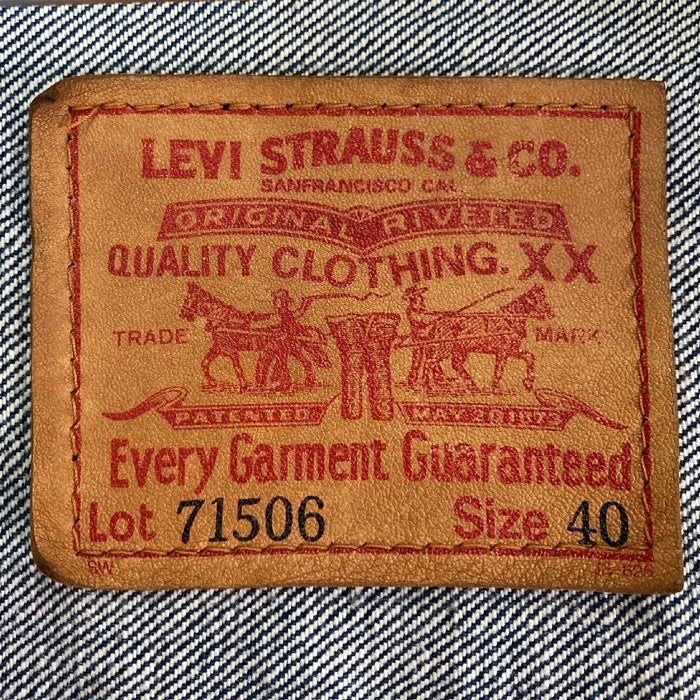 LEVI STRAUSS & CO.
SANFRANCISCO CAL
ORIGINAL RIVETED
QUALITY CLOTHING. XX
TRADE MARK
PATENTED MAY 20 1873
Every Garment Guaranteed
Lot 71506 Size 40